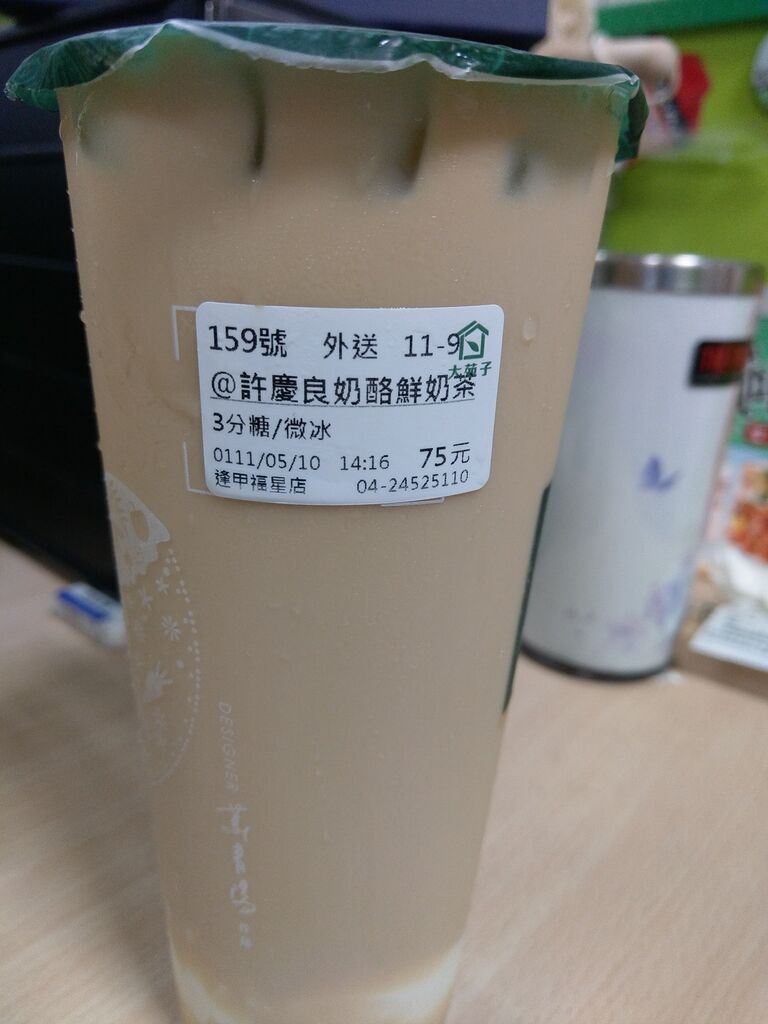 159號 外送 11-9
大苑子
@許慶良奶酪鮮奶茶
3分糖/微冰
0111/05/10 14:16 75元
逢甲福星店 04-24525110
DESIGNER